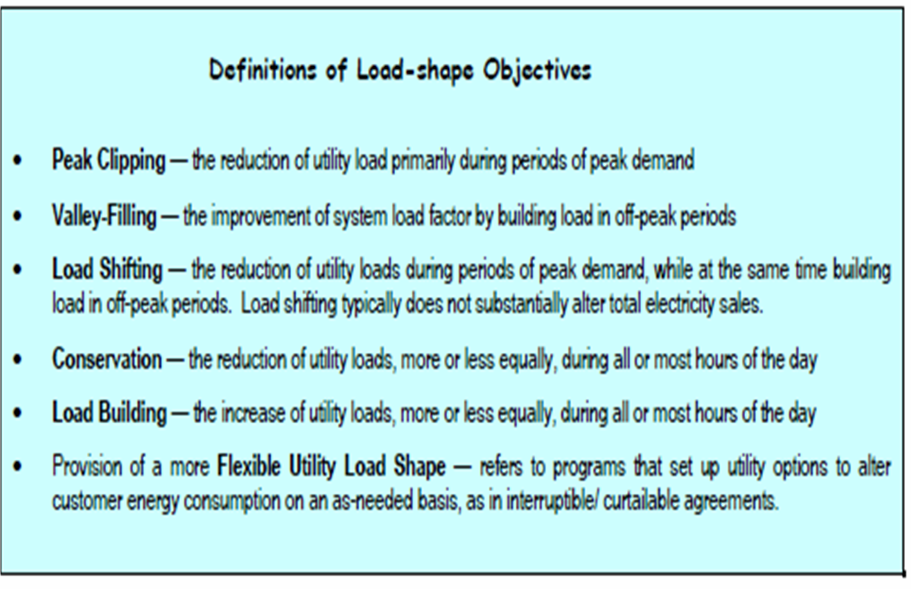 Definitions of Load-shape Objectives
• Peak Clipping — the reduction of utility load primarily during periods of peak demand
• Valley-Filling — the improvement of system load factor by building load in off-peak periods
• Load Shifting — the reduction of utility loads during periods of peak demand, while at the same time building
load in off-peak periods. Load shifting typically does not substantially alter total electricity sales.
• Conservation — the reduction of utility loads, more or less equally, during all or most hours of the day
• Load Building — the increase of utility loads, more or less equally, during all or most hours of the day
• Provision of a more Flexible Utility Load Shape — refers to programs that set up utility options to alter
customer energy consumption on an as-needed basis, as in interruptible/ curtailable agreements.